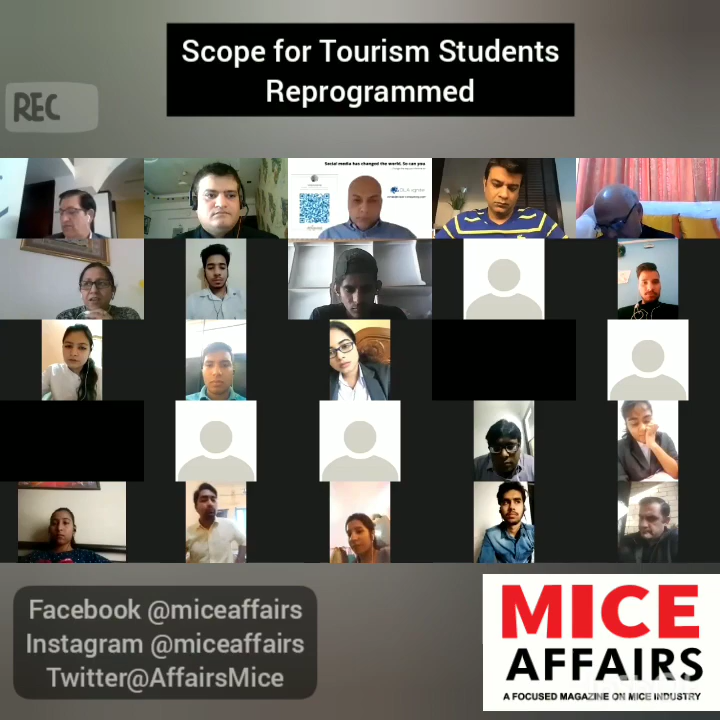 Scope for Tourism Students
Reprogrammed
REC
Social media has changed the world. So can you
Facebook @miceaffairs
Instagram @miceaffairs
Twitter@AffairsMice
MICE
AFFAIRS
A FOCUSED MAGAZINE ON MICE INDUSTRY